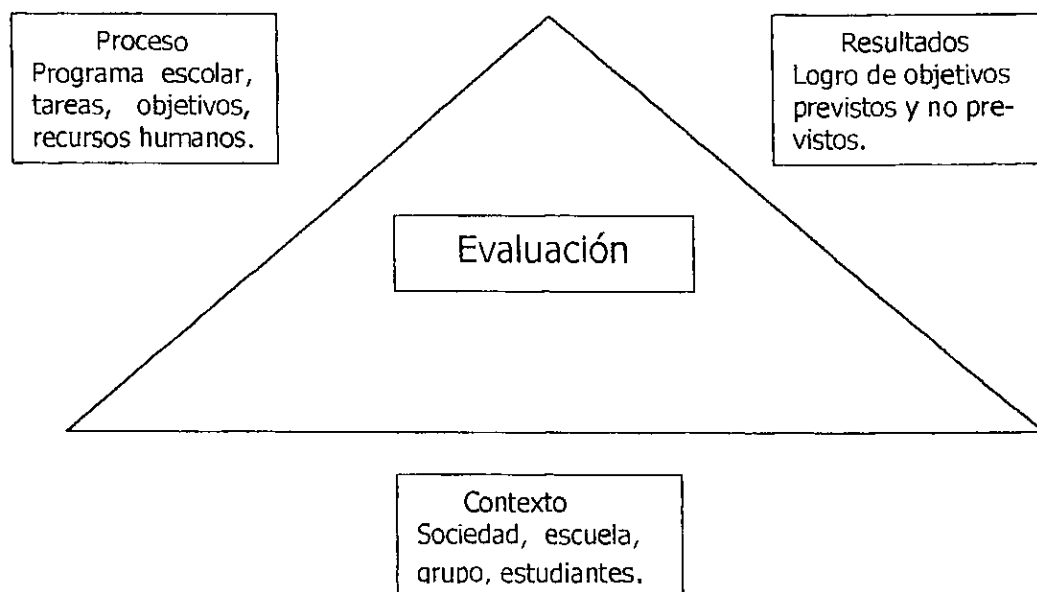 Proceso
Programa escolar,
tareas, objetivos,
recursos humanos.
Resultados
Logro de objetivos
previstos y no pre-
vistos.
Evaluación
Contexto
Sociedad, escuela,
grupo, estudiantes.